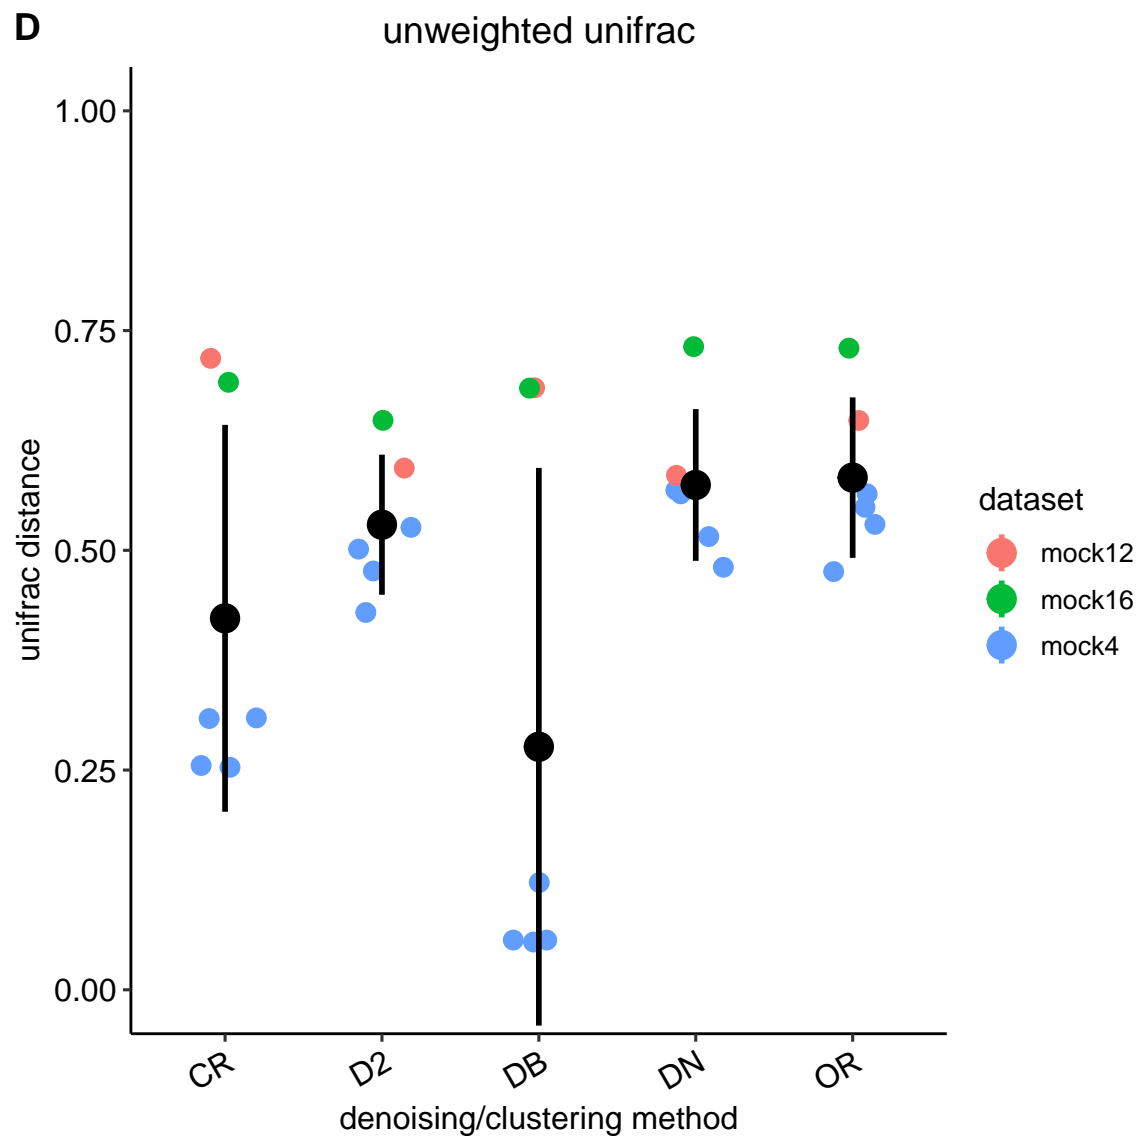 D
unweighted unifrac
1.00
0.75
0.50
0.25
0.00
unifrac distance
CR
D2
DB
DN
OR
denoising/clustering method
dataset
mock12
mock16
mock4